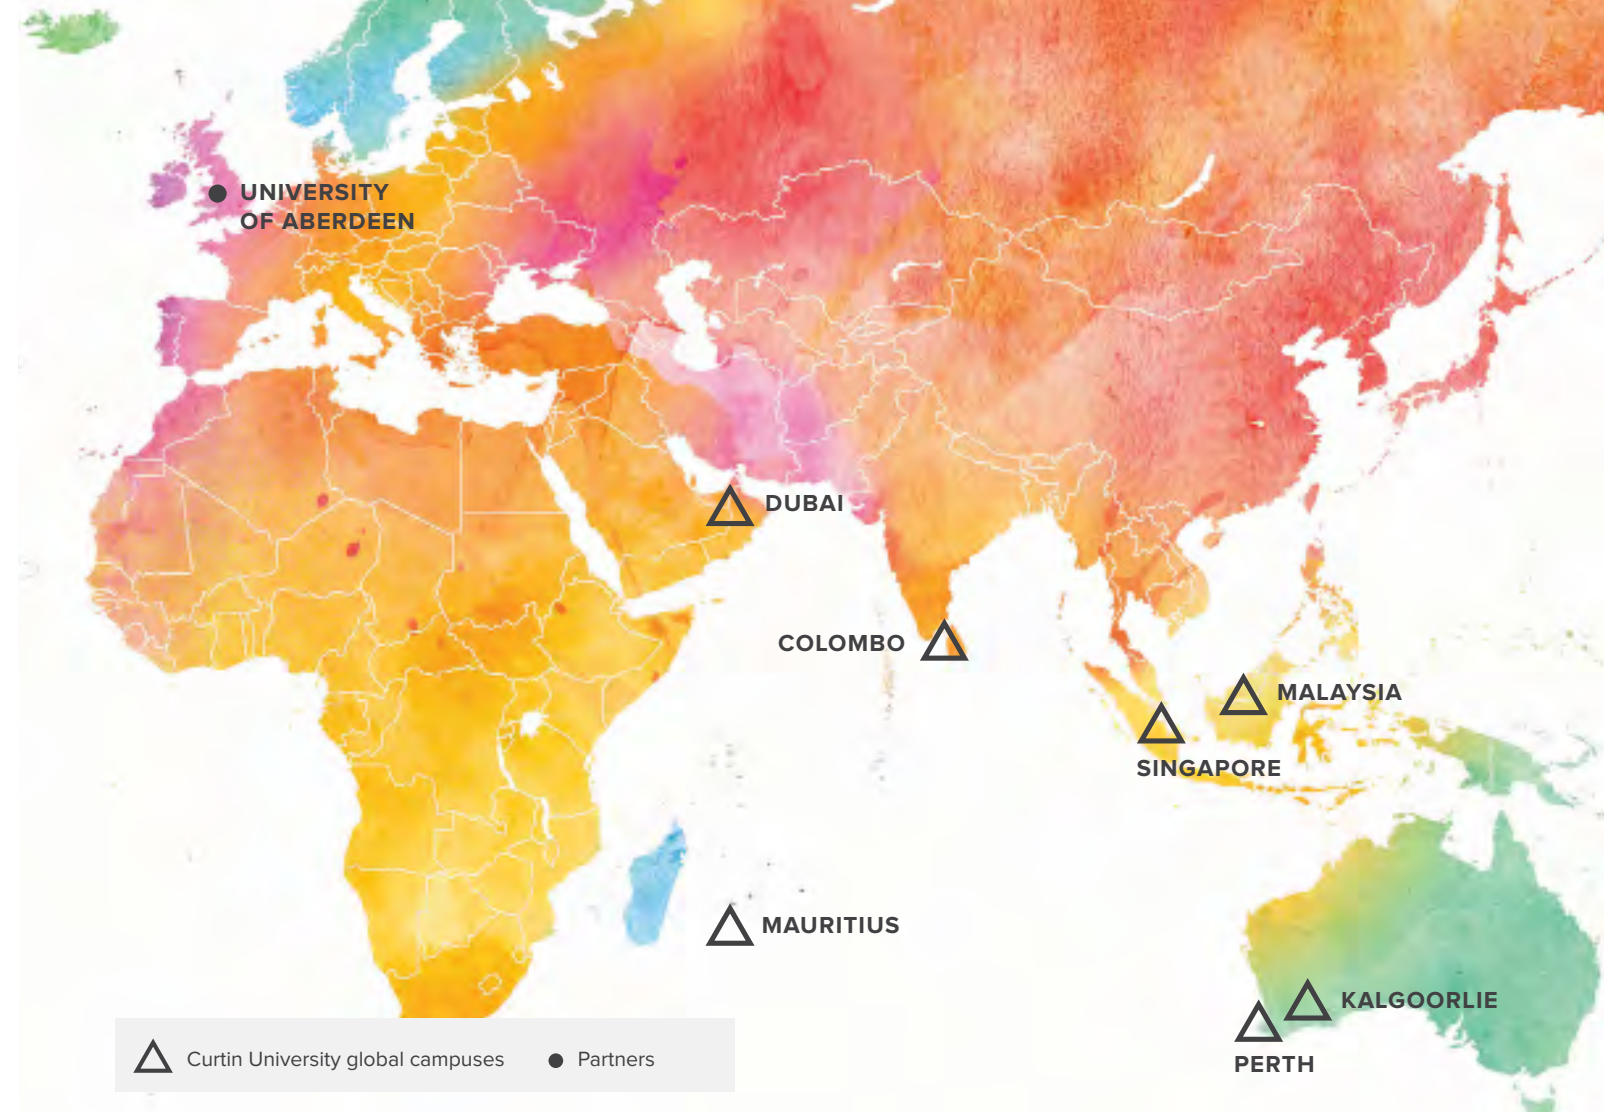 UNIVERSITY
OF ABERDEEN
DUBAI
COLOMBO
MALAYSIA
SINGAPORE
MAURITIUS
KALGOORLIE
PERTH
Curtin University global campuses
Partners